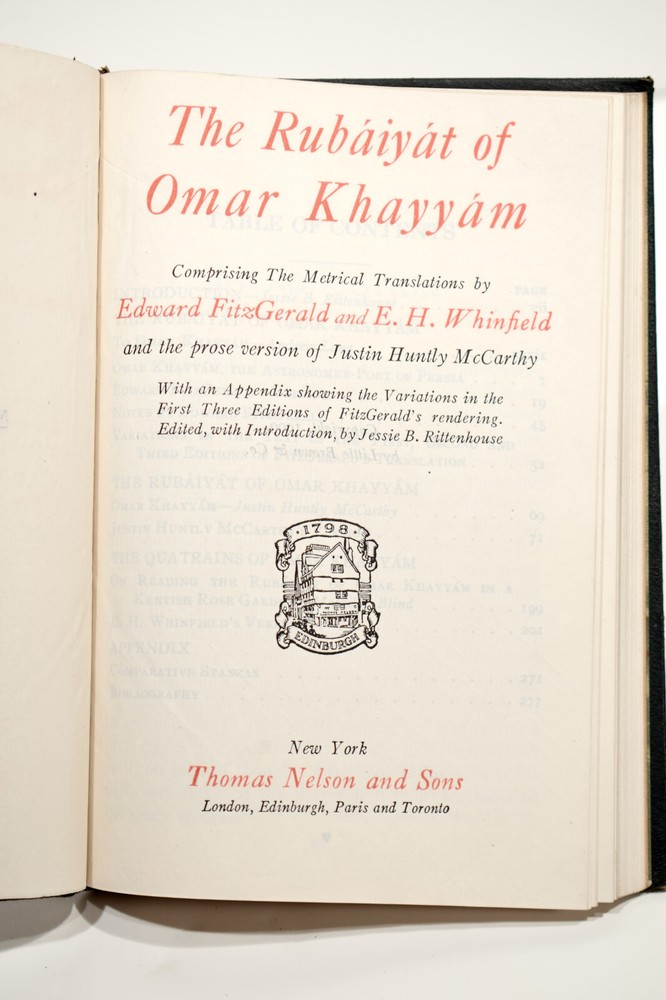 The Rubáiyát of
Omar Khayyám
Comprising The Metrical Translations by
Edward FitzGerald and E. H. Whinfield
and the prose version of Justin Huntly McCarthy
With an Appendix showing the Variations in the
First Three Editions of FitzGerald's rendering.
Edited, with Introduction, by Jessie B. Rittenhouse
·1798·
EDINBURGH
New York
Thomas Nelson and Sons
London, Edinburgh, Paris and Toronto